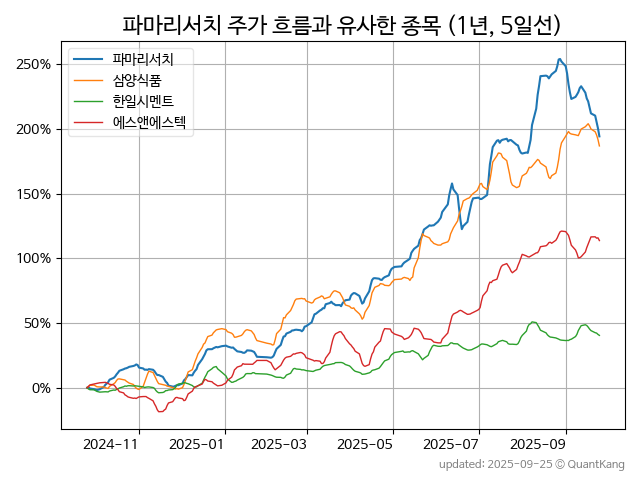 파마리서치 주가 흐름과 유사한 종목 (1년, 5일선)
파마리서치
삼양식품
한일시멘트
에스앤에스텍
250%
200%
150%
100%
50%
0%
2024-11 2025-01 2025-03 2025-05 2025-07 2025-09
updated: 2025-09-25 © QuantKang